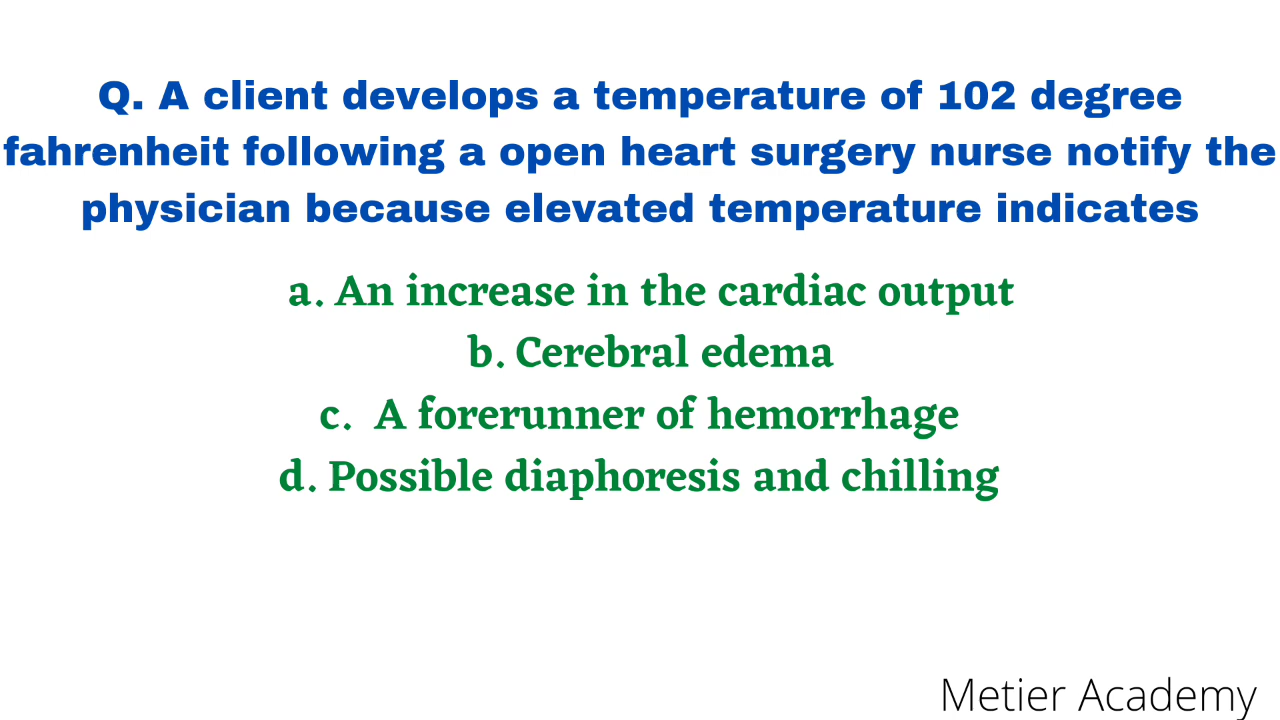 Q. A client develops a temperature of 102 degree
fahrenheit following a open heart surgery nurse notify the
physician because elevated temperature indicates
a. An increase in the cardiac output
b. Cerebral edema
c. A forerunner of hemorrhage
d. Possible diaphoresis and chilling
Metier Academy